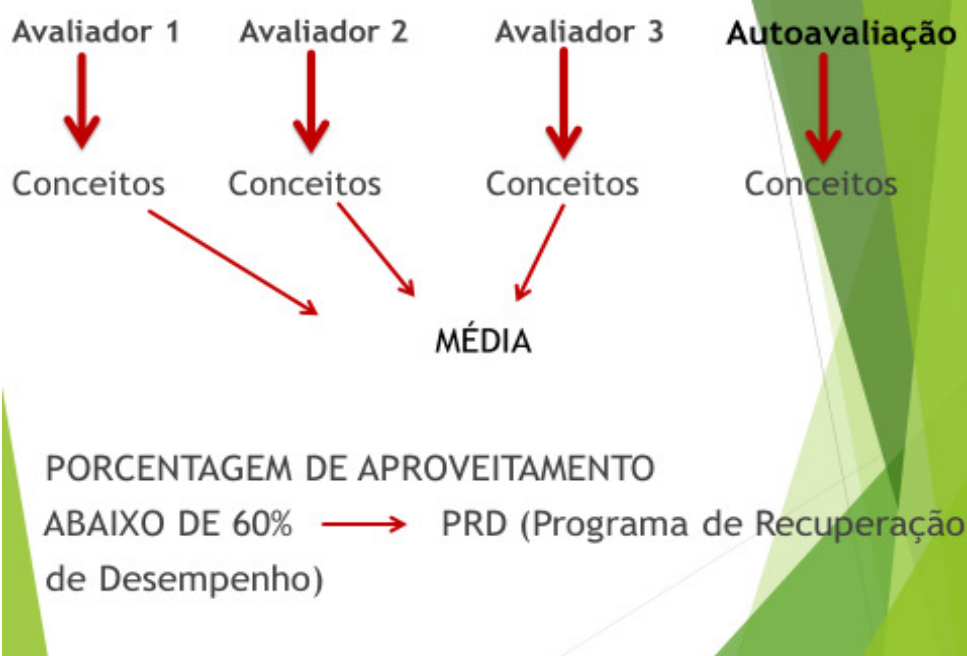 Avaliador 1 Avaliador 2 Avaliador 3 Autoavaliação
Conceitos Conceitos Conceitos Conceitos
MÉDIA
PORCENTAGEM DE APROVEITAMENTO
ABAIXO DE 60% PRD (Programa de Recuperação
de Desempenho)